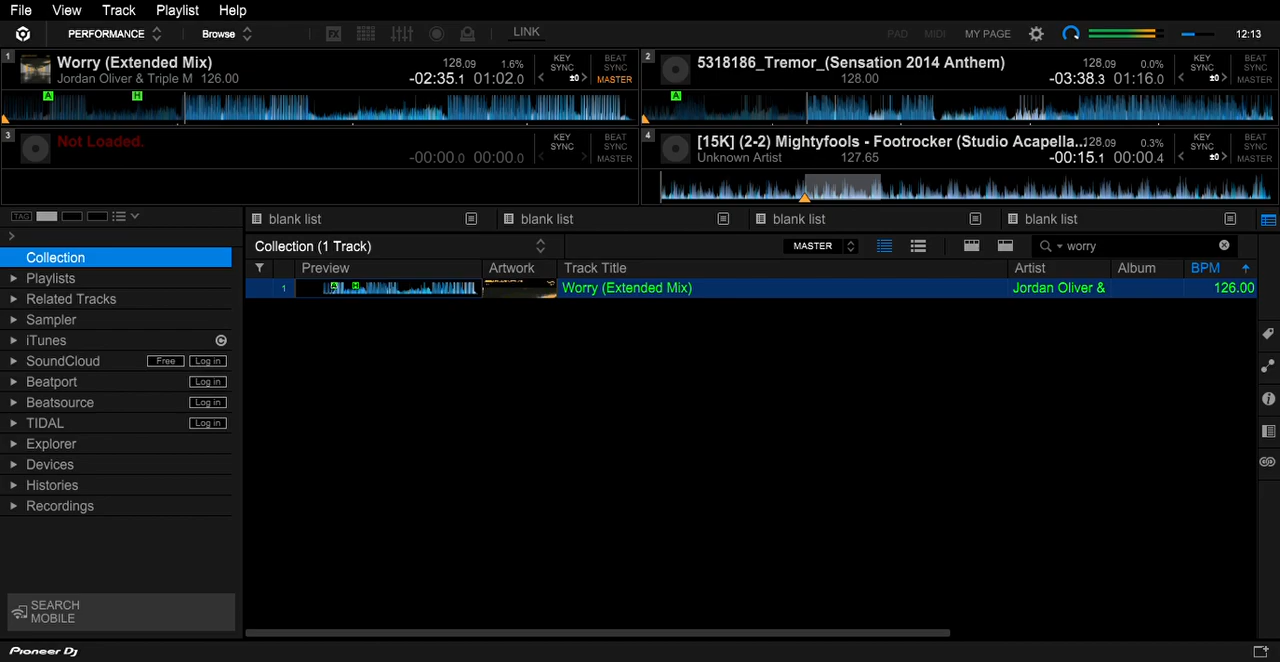 File View Track Playlist Help
PERFORMANCE Browse FX LINK PAD MIDI MY PAGE 12:13
1 Worry (Extended Mix) 128.09 1.6% KEY SYNC BEAT SYNC
Jordan Oliver & Triple M 126.00 -02:35.1 01:02.0 ±0 MASTER
A H
2 5318186_Tremor_(Sensation 2014 Anthem) 128.09 0.0% KEY SYNC BEAT SYNC
128.00 -03:38.3 01:16.0 ±0 MASTER
A
3 Not Loaded. KEY SYNC BEAT SYNC
-00:00.0 00:00.0 MASTER
4 [15K] (2-2) Mightyfools - Footrocker (Studio Acapella... 128.09 0.3% KEY SYNC BEAT SYNC
Unknown Artist 127.65 -00:15.1 00:00.4 ±0 MASTER
TAG
blank list blank list blank list blank list
Collection (1 Track) MASTER worry
Preview Artwork Track Title Artist Album BPM
1 A H Worry (Extended Mix) Jordan Oliver & 126.00
Collection
Playlists
Related Tracks
Sampler
iTunes
SoundCloud Free Log in
Beatport Log in
Beatsource Log in
TIDAL Log in
Explorer
Devices
Histories
Recordings
SEARCH
MOBILE
Pioneer Dj